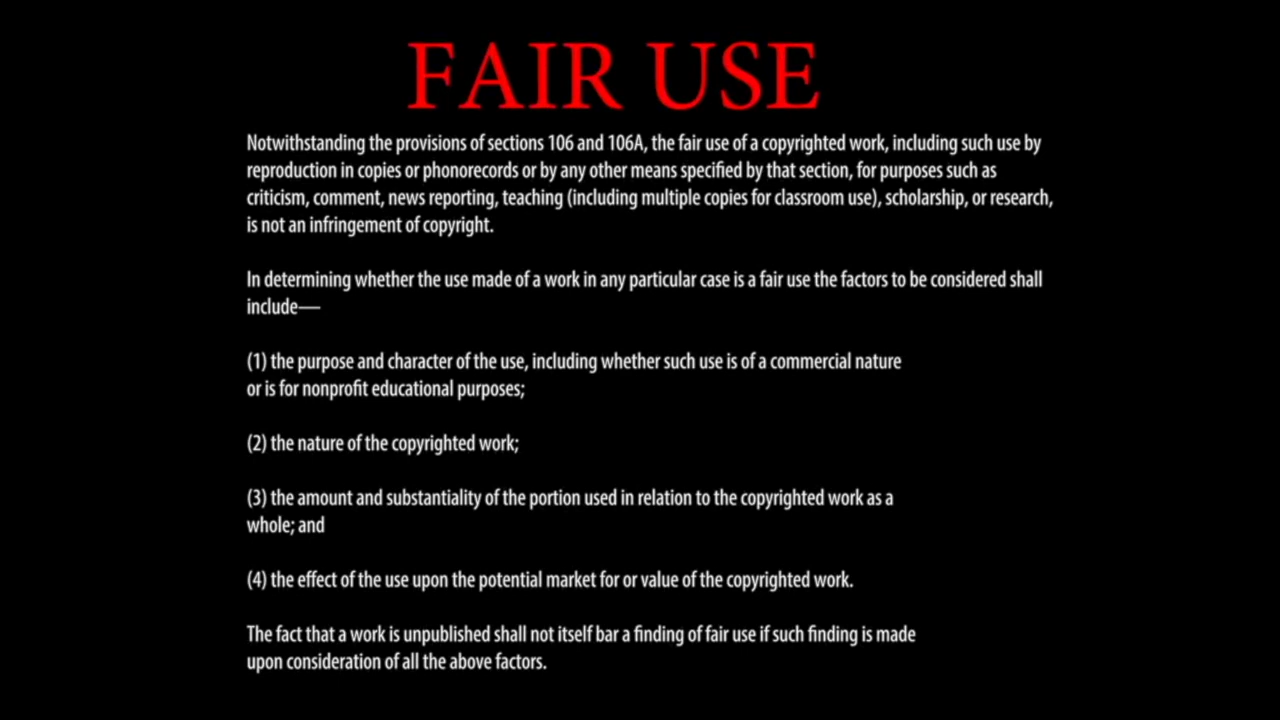 FAIR USE
Notwithstanding the provisions of sections 106 and 106A, the fair use of a copyrighted work, including such use by
reproduction in copies or phonorecords or by any other means specified by that section, for purposes such as
criticism, comment, news reporting, teaching (including multiple copies for classroom use), scholarship, or research,
is not an infringement of copyright.
In determining whether the use made of a work in any particular case is a fair use the factors to be considered shall
include—
(1) the purpose and character of the use, including whether such use is of a commercial nature
or is for nonprofit educational purposes;
(2) the nature of the copyrighted work;
(3) the amount and substantiality of the portion used in relation to the copyrighted work as a
whole; and
(4) the effect of the use upon the potential market for or value of the copyrighted work.
The fact that a work is unpublished shall not itself bar a finding of fair use if such finding is made
upon consideration of all the above factors.